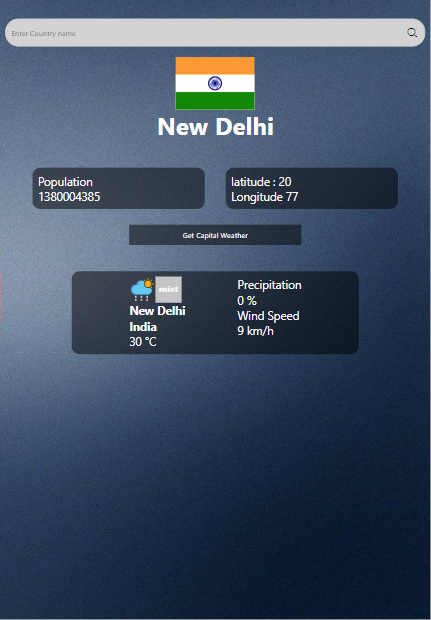 Enter Country name
New Delhi
Population
1380004385
latitude : 20
Longitude 77
Get Capital Weather
mist
New Delhi
India
30 °C
Precipitation
0 %
Wind Speed
9 km/h